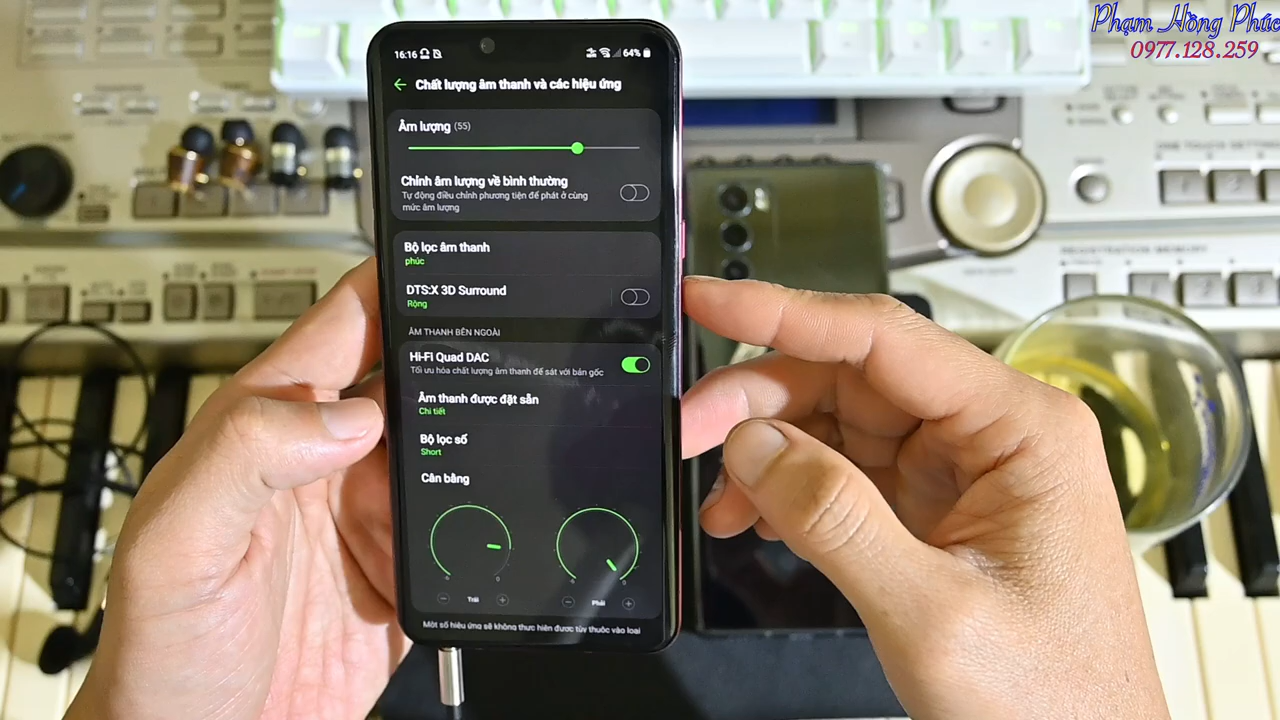 Phạm Hồng Phúc
0977.128.259
16:16
64%
Chất lượng âm thanh và các hiệu ứng
Âm lượng (55)
Chỉnh âm lượng về bình thường
Tự động điều chỉnh phương tiện để phát ở cùng
mức âm lượng
Bộ lọc âm thanh
phúc
DTS:X 3D Surround
Rộng
ÂM THANH BÊN NGOÀI
Hi-Fi Quad DAC
Tối ưu hóa chất lượng âm thanh để sát với bản gốc
Âm thanh được đặt sẵn
Chi tiết
Bộ lọc số
Short
Cân bằng
Trái
Phải
Một số hiệu ứng sẽ không thực hiện được tùy thuộc vào loại
REGISTRATION MEMORY